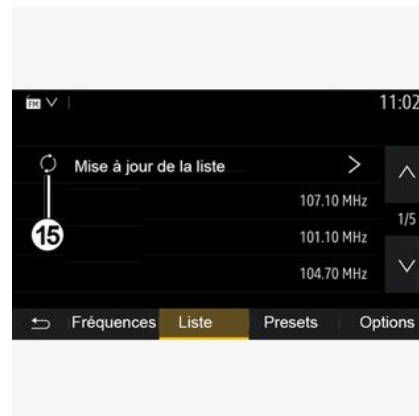 FM 11:02
Mise à jour de la liste
15
107.10 MHz
1/5
101.10 MHz
104.70 MHz
Fréquences Liste Presets Options